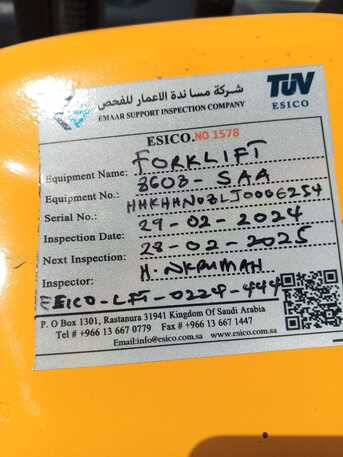 شركة مساندة الاعمار للفحص
EMAAR SUPPORT INSPECTION COMPANY
TUV
ESICO
ESICO.NO 1578
Equipment Name: FORKLIFT
Equipment No.: 8608-SAA
Serial No.: HHKHHN08LJ0006254
Inspection Date: 29-02-2024
Next Inspection: 28-02-2025
Inspector: H. NKRUMAH
ESICO-LFT-0224-444
P. O Box 1301, Rastanura 31941 Kingdom Of Saudi Arabia
Tel # +966 13 667 0779 Fax # +966 13 667 1447
Email:info@esico.com.sa www.esico.com.sa